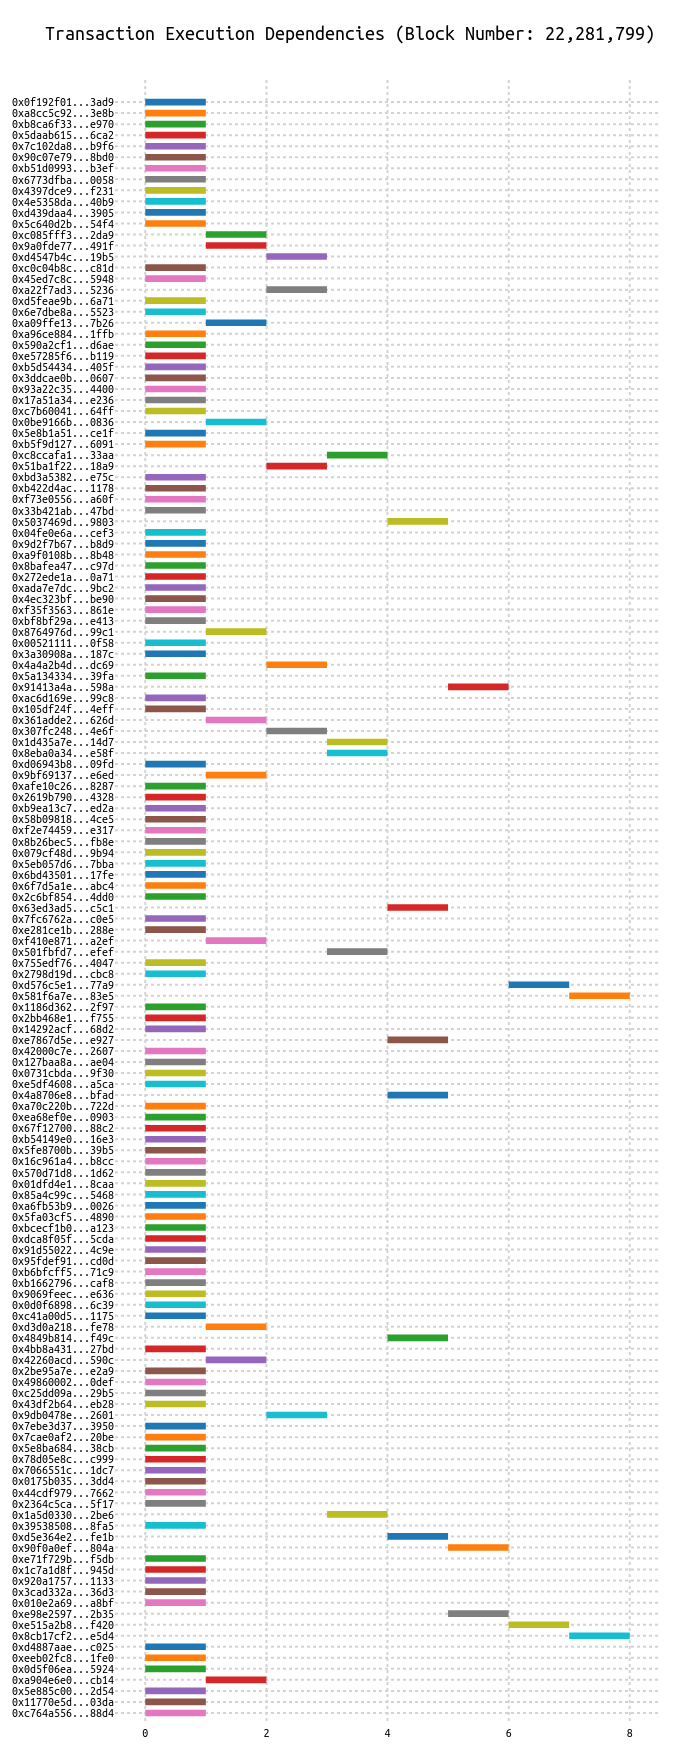 Transaction Execution Dependencies (Block Number: 22,281,799)
0x0f192f01...3ad9
0xa8cc5c92...3e8b
0xb8ca6f33...e970
0x5daab615...6ca2
0x7c102da8...b9f6
0x90c07e79...8bd0
0xb51d0993...b3ef
0x6773dfba...0058
0x4397dce9...f231
0x4e5358da...40b9
0xd439daa4...3905
0x5c640d2b...54f4
0xc085fff3...2da9
0x9a0fde77...491f
0xd4547b4c...19b5
0xc0c04b8c...c81d
0x45ed7c8c...5948
0xa22f7ad3...5236
0xd5feae9b...6a71
0x6e7dbe8a...5523
0xa09ffe13...7b26
0xa96ce884...1ffb
0x590a2cf1...d6ae
0xe57285f6...b119
0xb5d54434...405f
0x3ddcae0b...0607
0x93a22c35...4400
0x17a51a34...e236
0xc7b60041...64ff
0x0be9166b...0836
0x5e8b1a51...ce1f
0xb5f9d127...6091
0xc8ccafa1...33aa
0x51ba1f22...18a9
0xbd3a5382...e75c
0xb422d4ac...1178
0xf73e0556...a60f
0x33b421ab...47bd
0x5037469d...9803
0x04fe0e6a...cef3
0x9d2f7b67...b8d9
0xa9f0108b...8b48
0x8bafea47...c97d
0x272ede1a...0a71
0xada7e7dc...9bc2
0x4ec323bf...be90
0xf35f3563...861e
0xbf8bf29a...e413
0x8764976d...99c1
0x00521111...0f58
0x3a30908a...187c
0x4a4a2b4d...dc69
0x5a134334...39fa
0x91413a4a...598a
0xac6d169e...99c8
0x105df24f...4eff
0x361adde2...626d
0x307fc248...4e6f
0x1d435a7e...14d7
0x8eba0a34...e58f
0xd06943b8...09fd
0x9bf69137...e6ed
0xafe10c26...8287
0x2619b790...4328
0xb9ea13c7...ed2a
0x58b09818...4ce5
0xf2e74459...e317
0x8b26bec5...fb8e
0x079cf48d...9b94
0x5eb057d6...7bba
0x6bd43501...17fe
0x6f7d5a1e...abc4
0x2c6bf854...4dd0
0x63ed3ad5...c5c1
0x7fc6762a...c0e5
0xe281ce1b...288e
0xf410e871...a2ef
0x501fbfd7...efef
0x755edf76...4047
0x2798d19d...cbc8
0xd576c5e1...77a9
0x581f6a7e...83e5
0x1186d362...2f97
0x2bb468e1...f755
0x14292acf...68d2
0xe7867d5e...e927
0x42000c7e...2607
0x127baa8a...ae04
0x0731cbda...9f30
0xe5df4608...a5ca
0x4a8706e8...bfad
0xa70c220b...722d
0xea68ef0e...0903
0x67f12700...88c2
0xb54149e0...16e3
0x5fe8700b...39b5
0x16c961a4...b8cc
0x570d71d8...1d62
0x01dfd4e1...8caa
0x85a4c99c...5468
0xa6fb53b9...0026
0x5fa03cf5...4890
0xbcecf1b0...a123
0xdca8f05f...5cda
0x91d55022...4c9e
0x95fdef91...cd0d
0xb6bfcff5...71c9
0xb1662796...caf8
0x9069feec...e636
0x0d0f6898...6c39
0xc41a00d5...1175
0xd3d0a218...fe78
0x4849b814...f49c
0x4bb8a431...27bd
0x42260acd...590c
0x2be95a7e...e2a9
0x49860002...0def
0xc25dd09a...29b5
0x43df2b64...eb28
0x9db0478e...2601
0x7ebe3d37...3950
0x7cae0af2...20be
0x5e8ba684...38cb
0x78d05e8c...c999
0x7066551c...1dc7
0x0175b035...3dd4
0x44cdf979...7662
0x2364c5ca...5f17
0x1a5d0330...2be6
0x39538508...8fa5
0xd5e364e2...fe1b
0x90f0a0ef...804a
0xe71f729b...f5db
0x1c7a1d8f...945d
0x920a1757...1133
0x3cad332a...36d3
0x010e2a69...a8bf
0xe98e2597...2b35
0xe515a2b8...f420
0x8cb17cf2...e5d4
0xd4887aae...c025
0xeeb02fc8...1fe0
0x0d5f06ea...5924
0xa904e6e0...cb14
0x5e885c00...2d54
0x11770e5d...03da
0xc764a556...88d4
0 2 4 6 8